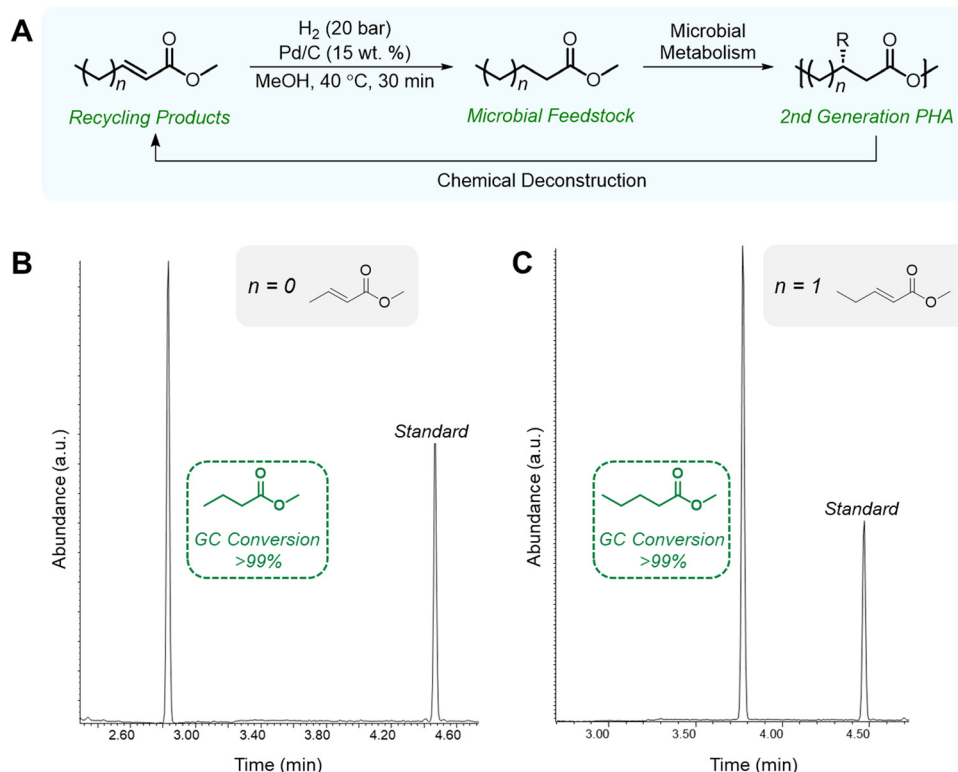 A
H2 (20 bar)
Pd/C (15 wt. %)
MeOH, 40 °C, 30 min
Microbial
Metabolism
O
O
n
O
O
n
R
O
O
n
Recycling Products
Microbial Feedstock
2nd Generation PHA
Chemical Deconstruction
B
n = 0
O
O
Abundance (a.u.)
Standard
O
O
GC Conversion
>99%
2.60 3.00 3.40 3.80 4.20 4.60
Time (min)
C
n = 1
O
O
Abundance (a.u.)
Standard
O
O
GC Conversion
>99%
3.00 3.50 4.00 4.50
Time (min)